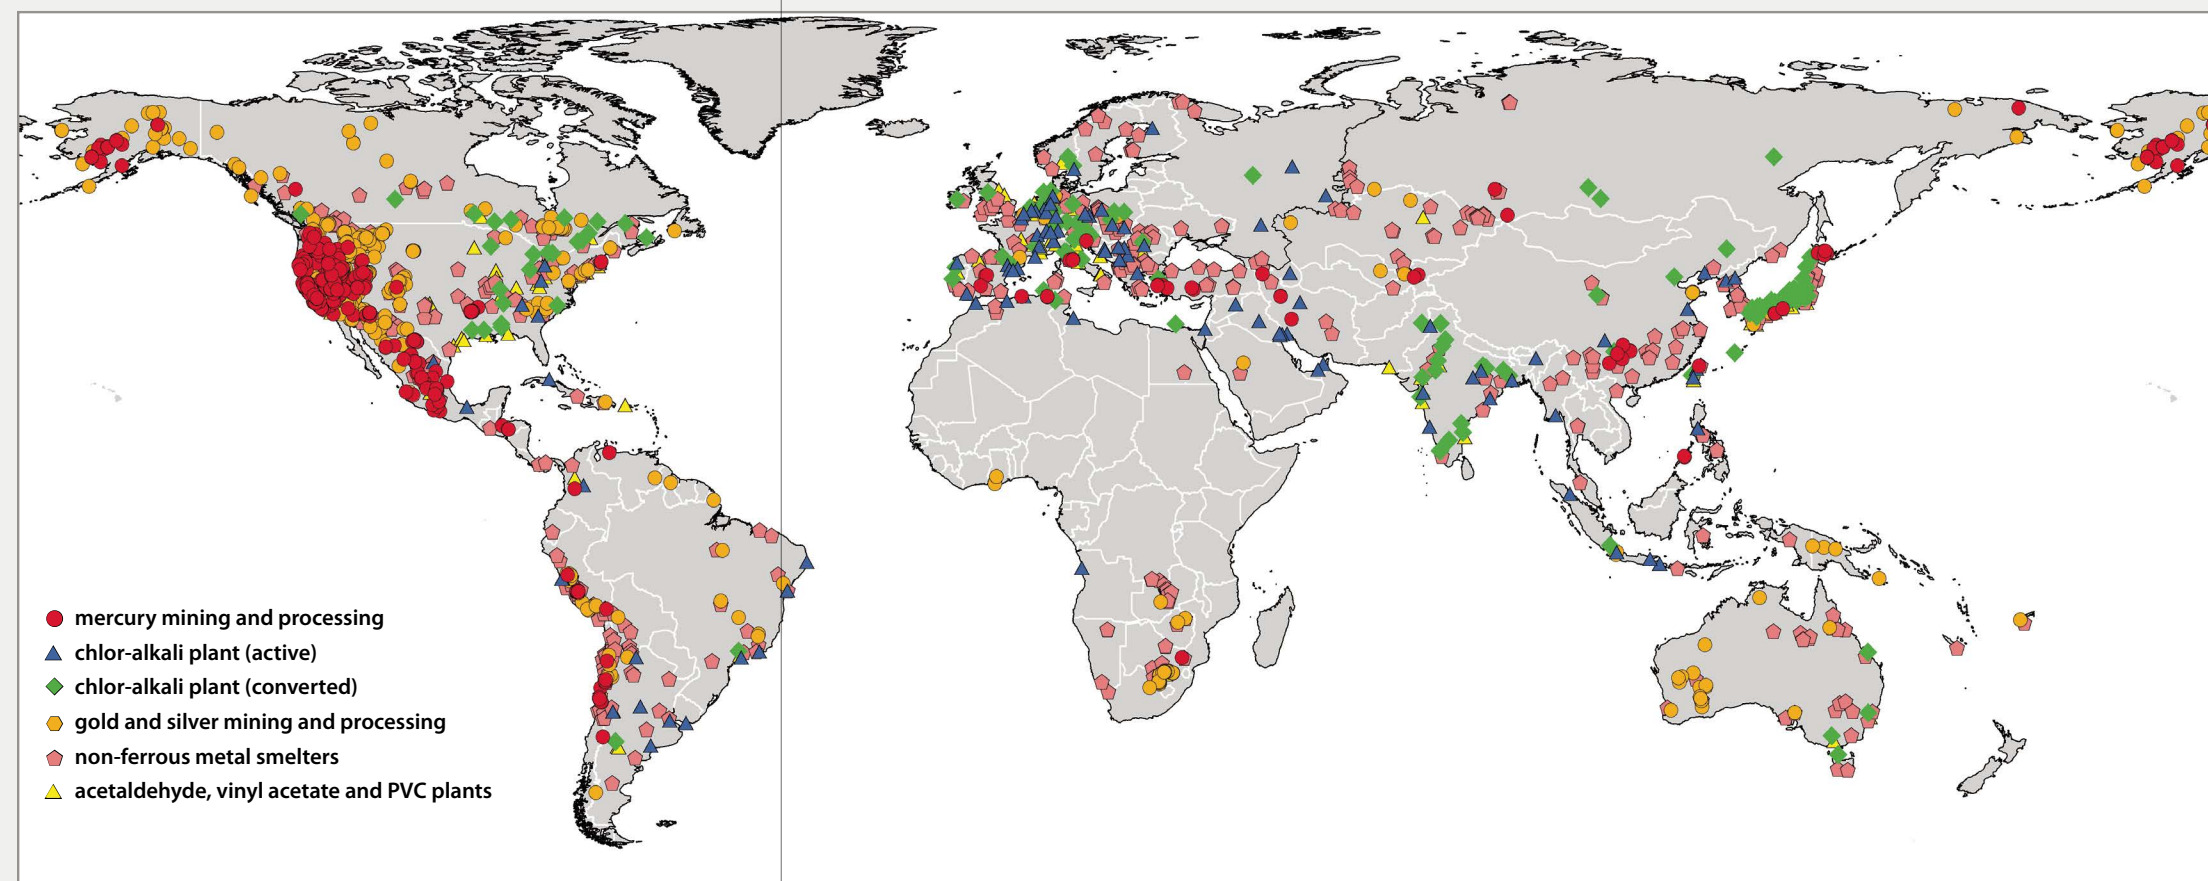 mercury mining and processing
chlor-alkali plant (active)
chlor-alkali plant (converted)
gold and silver mining and processing
non-ferrous metal smelters
acetaldehyde, vinyl acetate and PVC plants